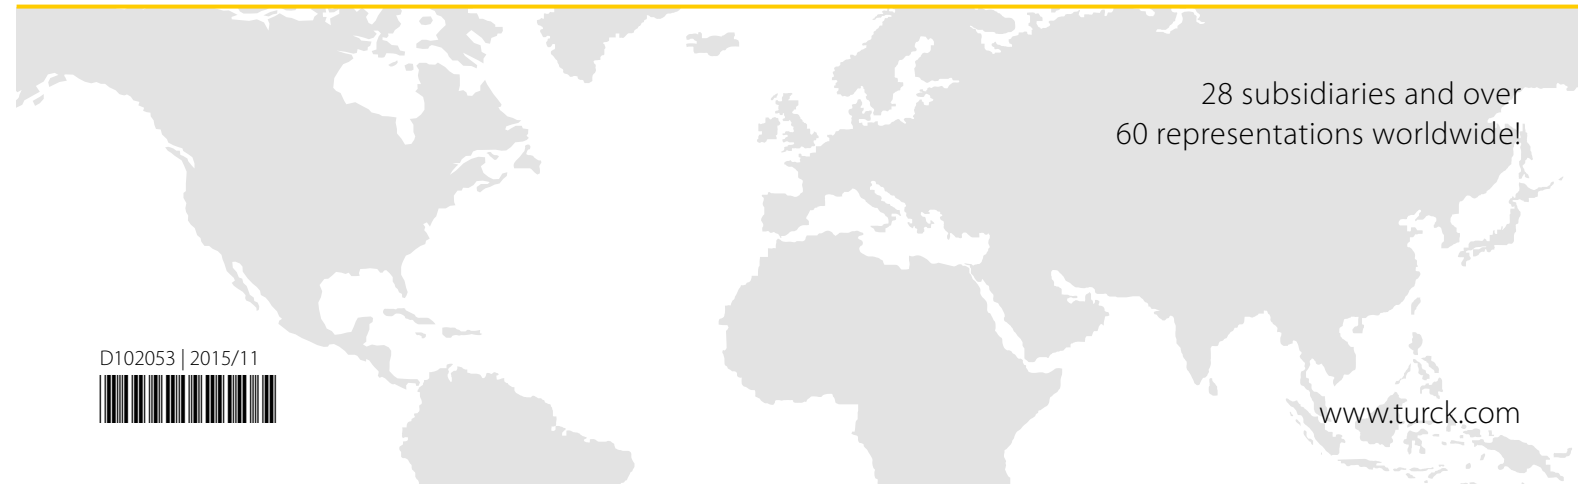 28 subsidiaries and over
60 representations worldwide!
D102053 | 2015/11
www.turck.com